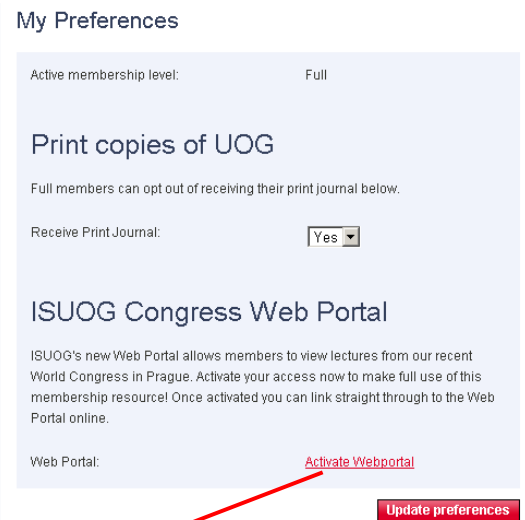 My Preferences
Active membership level: Full
Print copies of UOG
Full members can opt out of receiving their print journal below.
Receive Print Journal: Yes
ISUOG Congress Web Portal
ISUOG's new Web Portal allows members to view lectures from our recent
World Congress in Prague. Activate your access now to make full use of this
membership resource! Once activated you can link straight through to the Web
Portal online.
Web Portal: Activate Webportal
Update preferences